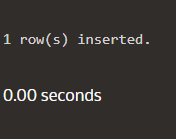 1 row(s) inserted.
0.00 seconds